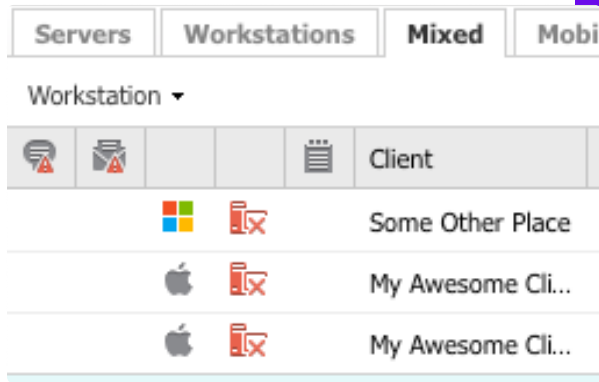 Servers Workstations Mixed Mobi
Workstation
Client
Some Other Place
My Awesome Cli...
My Awesome Cli...